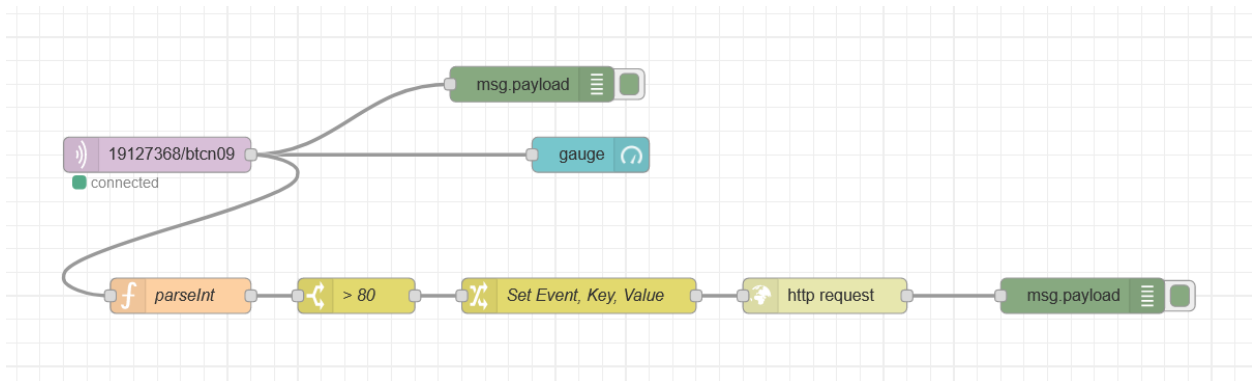 msg.payload
19127368/btcn09
gauge
connected
parseInt
> 80
Set Event, Key, Value
http request
msg.payload